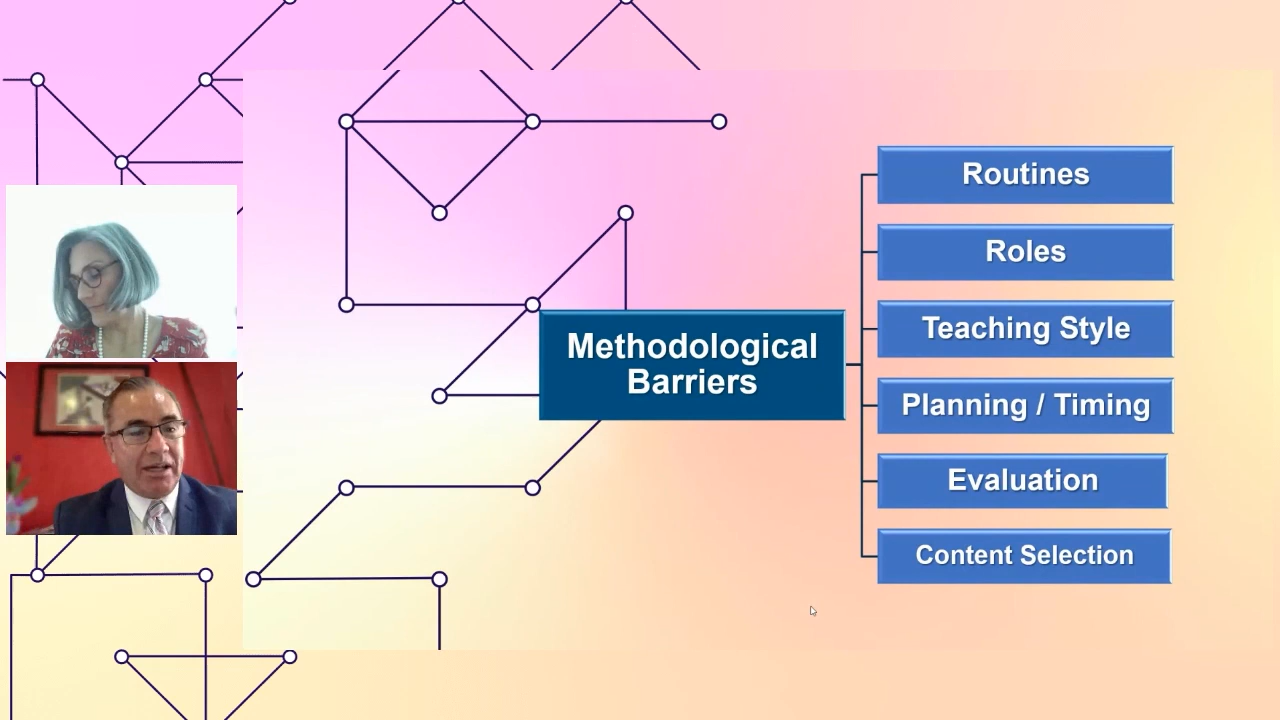 Methodological
Barriers
Routines
Roles
Teaching Style
Planning / Timing
Evaluation
Content Selection